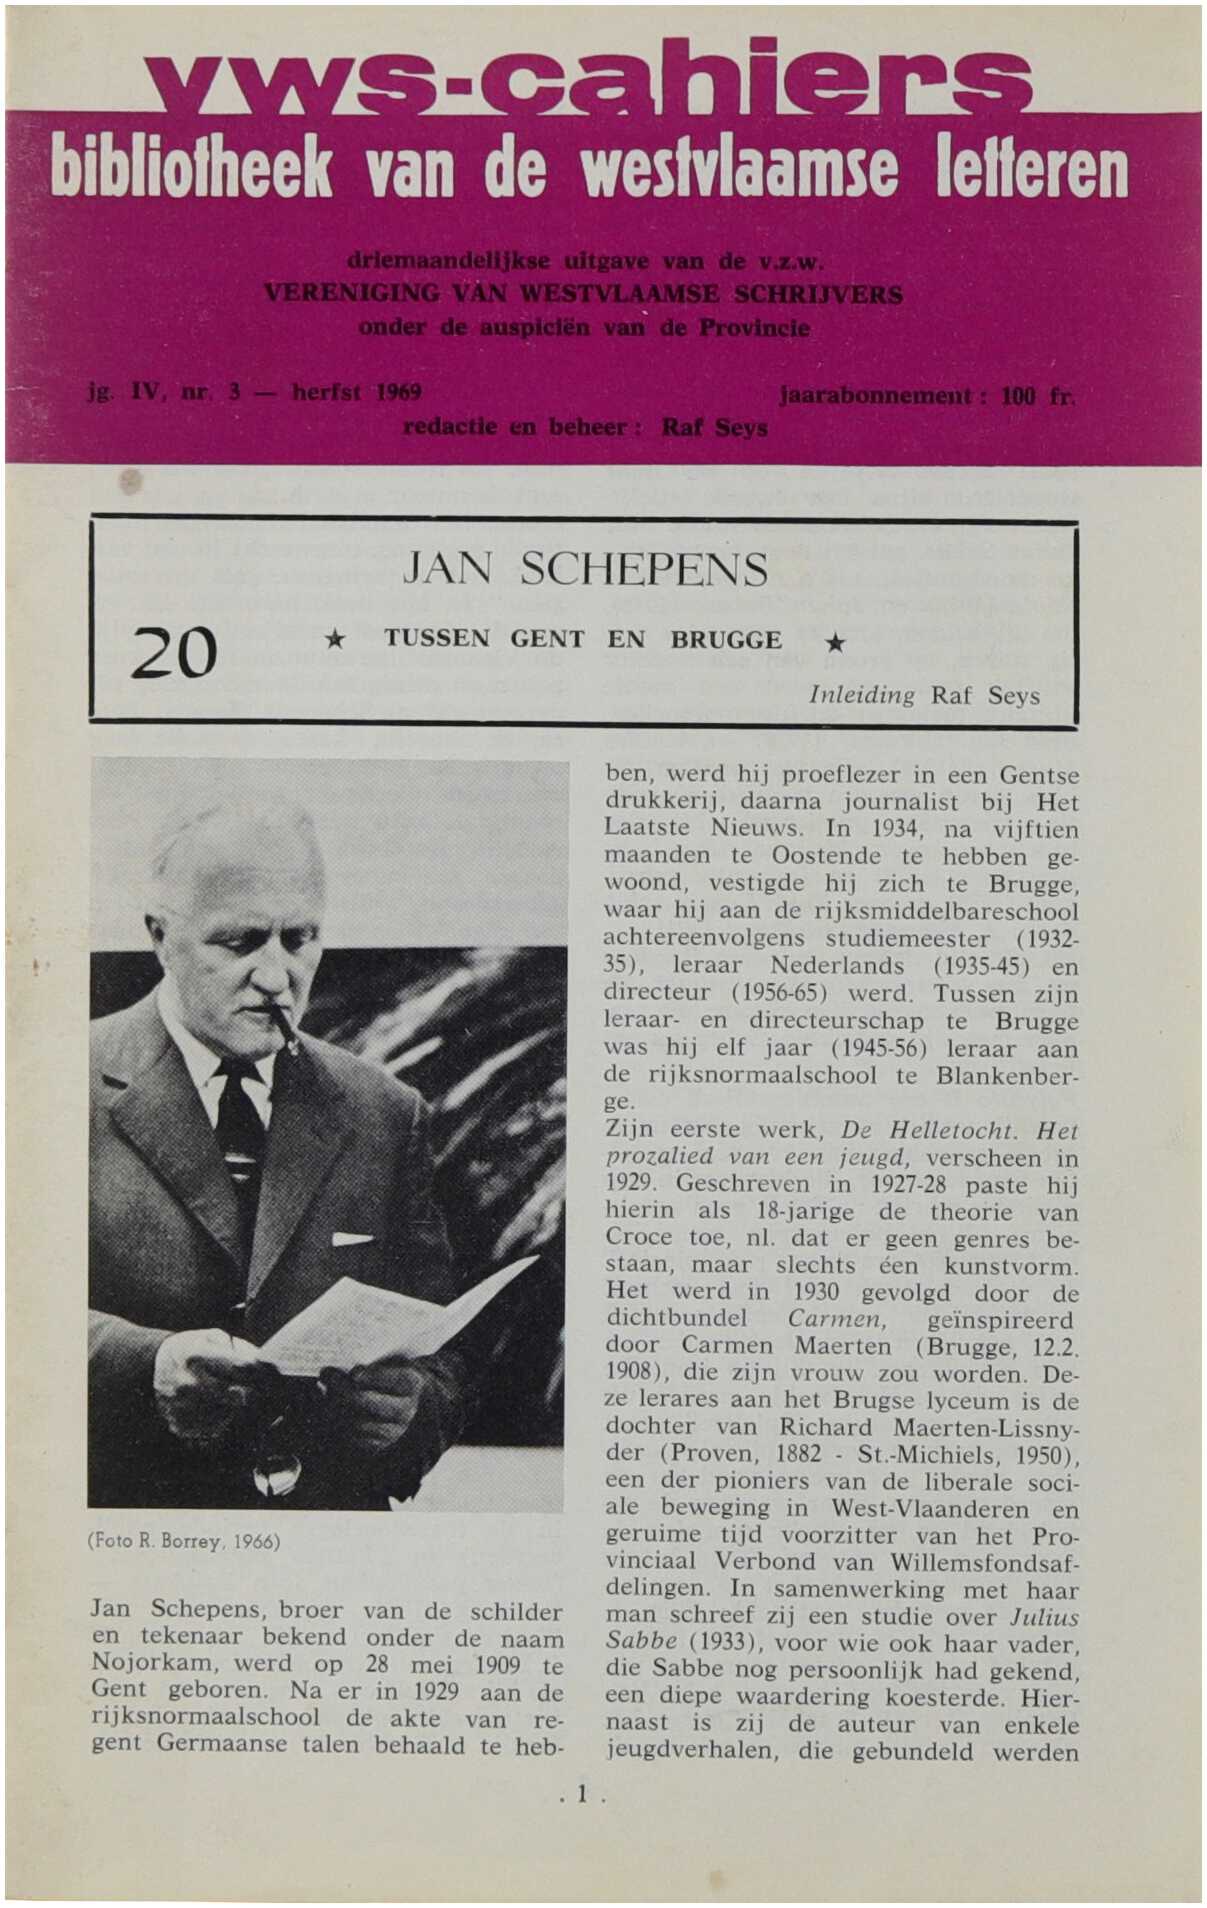 vws-cahiers
bibliotheek van de westvlaamse letteren
driemaandelijkse uitgave van de v.z.w.
VERENIGING VAN WESTVLAAMSE SCHRIJVERS
onder de auspiciën van de Provincie
jg. IV, nr. 3 — herfst 1969
jaarabonnement : 100 fr.
redactie en beheer : Raf Seys
JAN SCHEPENS
20
★ TUSSEN GENT EN BRUGGE ★
Inleiding Raf Seys
(Foto R. Borrey, 1966)
Jan Schepens, broer van de schilder
en tekenaar bekend onder de naam
Nojorkam, werd op 28 mei 1909 te
Gent geboren. Na er in 1929 aan de
rijksnormaalschool de akte van re-
gent Germaanse talen behaald te heb-
ben, werd hij proeflezer in een Gentse
drukkerij, daarna journalist bij Het
Laatste Nieuws. In 1934, na vijftien
maanden te Oostende te hebben ge-
woond, vestigde hij zich te Brugge,
waar hij aan de rijksmiddelbareschool
achtereenvolgens studiemeester (1932-
35), leraar Nederlands (1935-45) en
directeur (1956-65) werd. Tussen zijn
leraar- en directeurschap te Brugge
was hij elf jaar (1945-56) leraar aan
de rijksnormaalschool te Blankenber-
ge.
Zijn eerste werk, De Helletocht. Het
prozalied van een jeugd, verscheen in
1929. Geschreven in 1927-28 paste hij
hierin als 18-jarige de theorie van
Croce toe, nl. dat er geen genres be-
staan, maar slechts éen kunstvorm.
Het werd in 1930 gevolgd door de
dichtbundel Carmen, geïnspireerd
door Carmen Maerten (Brugge, 12.2.
1908), die zijn vrouw zou worden. De-
ze lerares aan het Brugse lyceum is de
dochter van Richard Maerten-Lissny-
der (Proven, 1882 - St.-Michiels, 1950),
een der pioniers van de liberale soci-
ale beweging in West-Vlaanderen en
geruime tijd voorzitter van het Pro-
vinciaal Verbond van Willemsfondsaf-
delingen. In samenwerking met haar
man schreef zij een studie over Julius
Sabbe (1933), voor wie ook haar vader,
die Sabbe nog persoonlijk had gekend,
een diepe waardering koesterde. Hier-
naast is zij de auteur van enkele
jeugdverhalen, die gebundeld werden
. 1 .